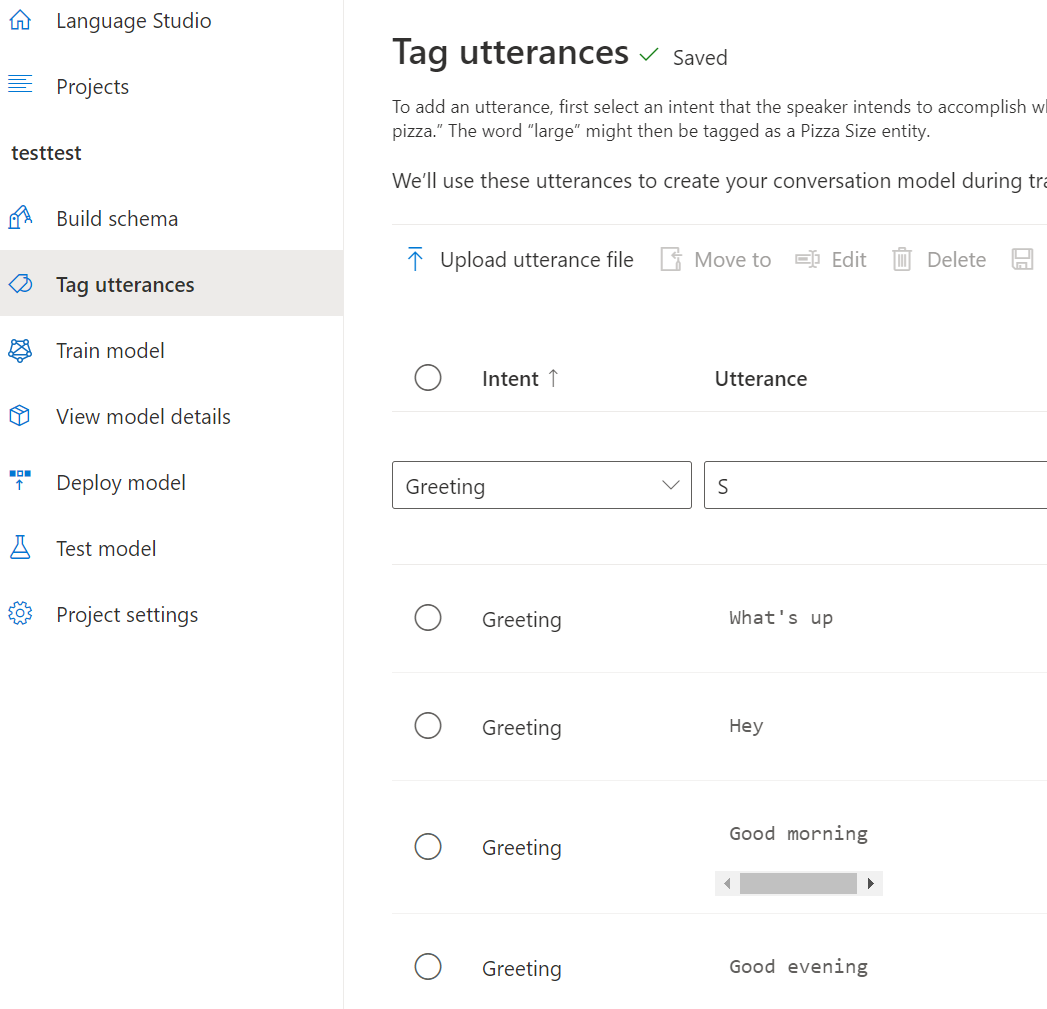 Language Studio
Projects
testtest
Build schema
Tag utterances
Train model
View model details
Deploy model
Test model
Project settings
Tag utterances Saved
To add an utterance, first select an intent that the speaker intends to accomplish
pizza.” The word “large” might then be tagged as a Pizza Size entity.
We’ll use these utterances to create your conversation model during
Upload utterance file Move to Edit Delete
Intent ↑ Utterance
Greeting S
Greeting What's up
Greeting Hey
Greeting Good morning
Greeting Good evening